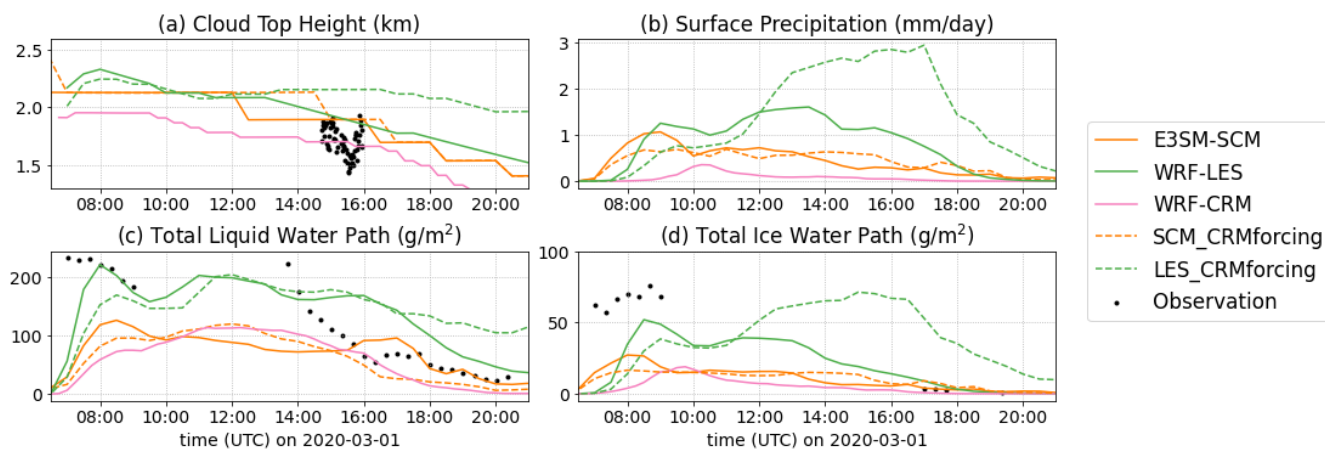 (a) Cloud Top Height (km)
2.5
2.0
1.5
08:00 10:00 12:00 14:00 16:00 18:00 20:00
(b) Surface Precipitation (mm/day)
3
2
1
0
08:00 10:00 12:00 14:00 16:00 18:00 20:00
(c) Total Liquid Water Path (g/m²)
200
100
0
08:00 10:00 12:00 14:00 16:00 18:00 20:00
time (UTC) on 2020-03-01
(d) Total Ice Water Path (g/m²)
100
50
0
08:00 10:00 12:00 14:00 16:00 18:00 20:00
time (UTC) on 2020-03-01
E3SM-SCM
WRF-LES
WRF-CRM
SCM_CRMforcing
LES_CRMforcing
Observation